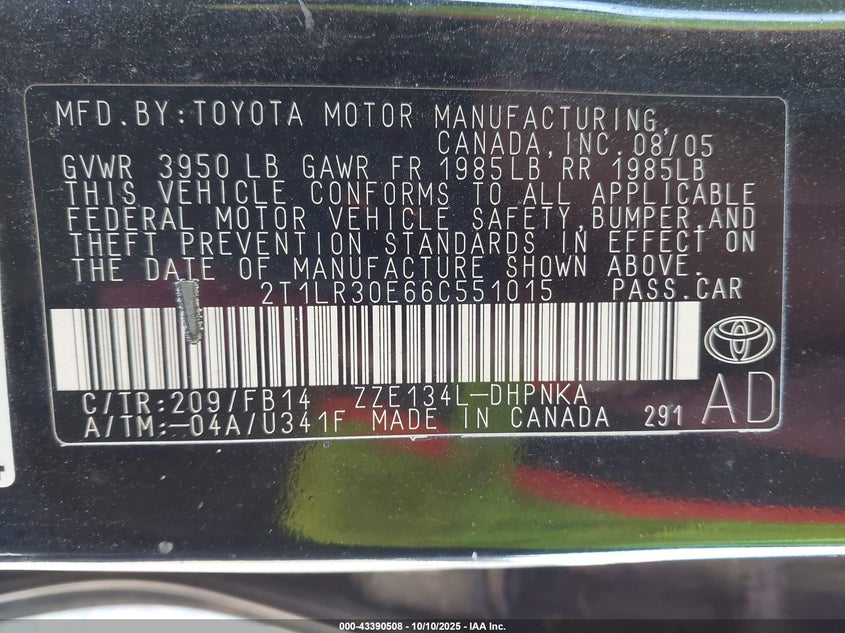 MFD.BY:TOYOTA MOTOR MANUFACTURING,
CANADA,INC. 08/05
GVWR 3950 LB GAWR FR 1985LB RR 1985LB
THIS VEHICLE CONFORMS TO ALL APPLICABLE
FEDERAL MOTOR VEHICLE SAFETY,BUMPER,AND
THEFT PREVENTION STANDARDS IN EFFECT ON
THE DATE OF MANUFACTURE SHOWN ABOVE.
2T1LR30E66C551015 PASS.CAR
C/TR:209/FB14 ZZE134L-DHPNKA AD
A/TM:-04A/U341F MADE IN CANADA 291
000-43390508 - 10/10/2025 - IAA Inc.